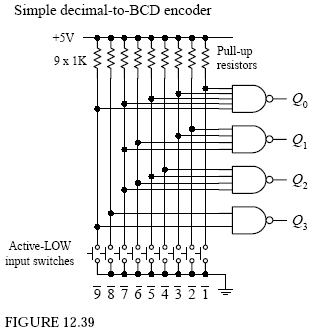 Simple decimal-to-BCD encoder
+5V
9 x 1K
Pull-up
resistors
Q₀
Q₁
Q₂
Q₃
Active-LOW
input switches
9̅ 8̅ 7̅ 6̅ 5̅ 4̅ 3̅ 2̅ 1̅
FIGURE 12.39